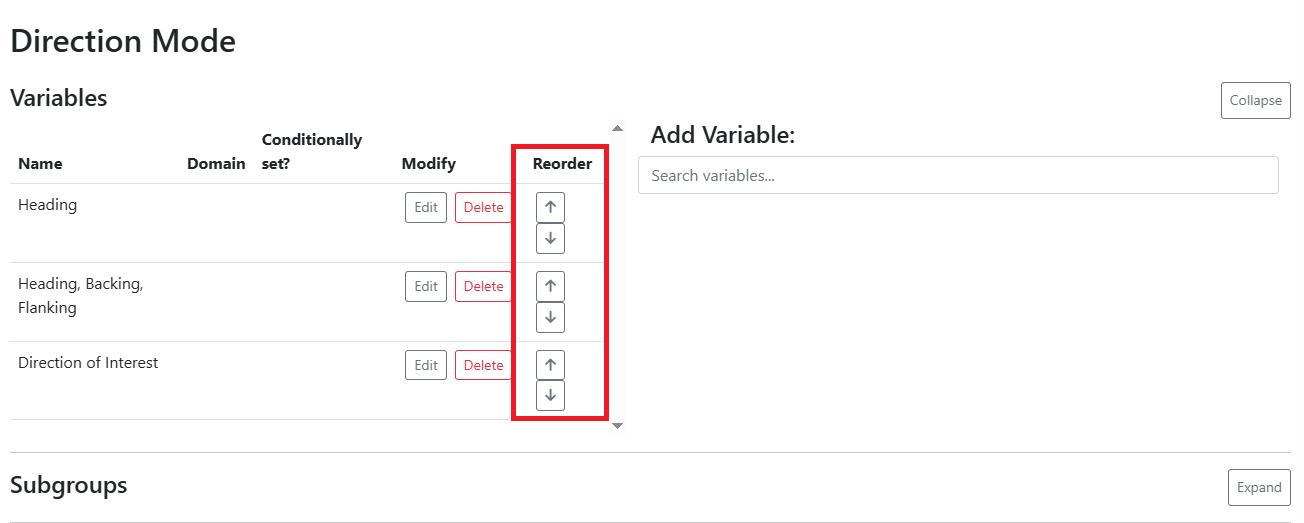 Direction Mode
Variables
Collapse
Add Variable:
Search variables...
Name Domain Conditionally
set? Modify Reorder
Heading Edit Delete
Heading, Backing,
Flanking Edit Delete
Direction of Interest Edit Delete
Subgroups
Expand